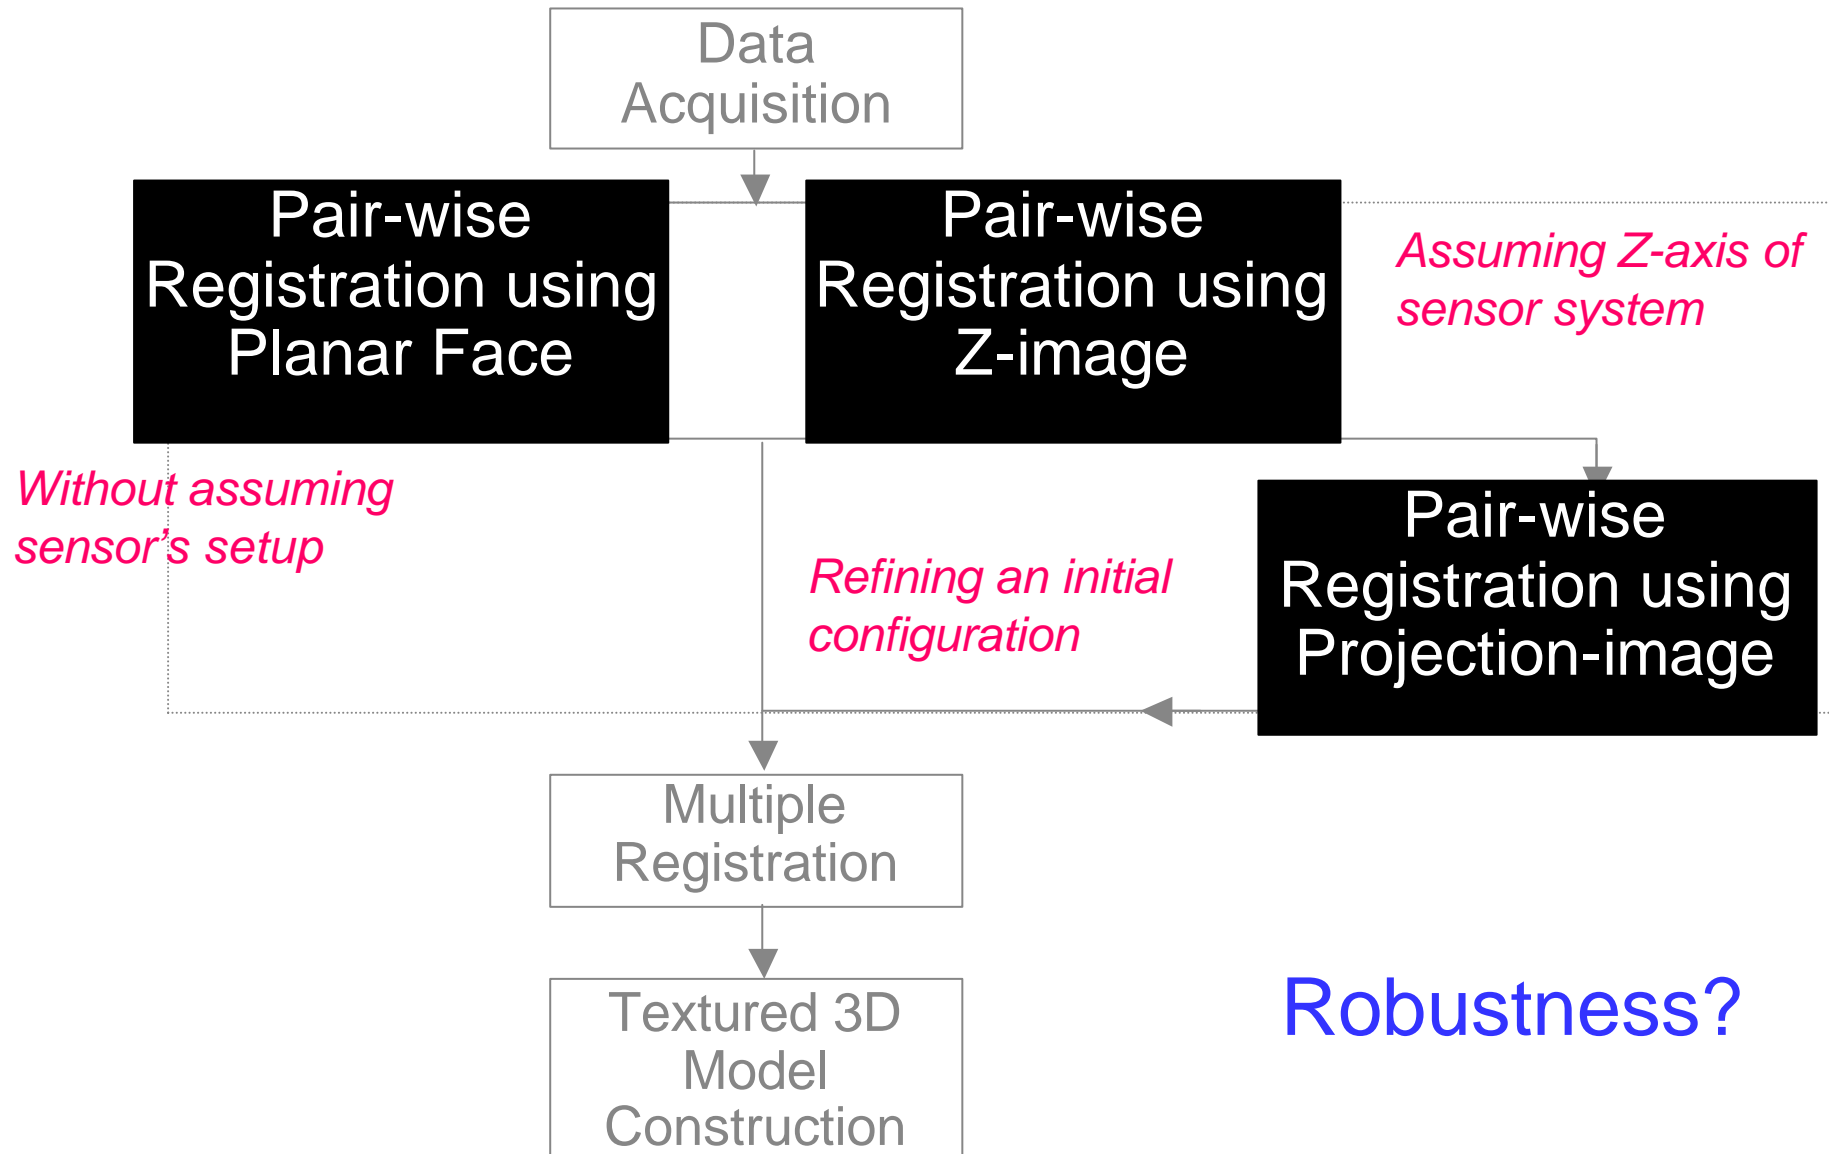 Data
Acquisition
Pair-wise
Registration using
Planar Face
Pair-wise
Registration using
Z-image
Assuming Z-axis of
sensor system
Without assuming
sensor's setup
Pair-wise
Registration using
Projection-image
Refining an initial
configuration
Multiple
Registration
Robustness?
Textured 3D
Model
Construction